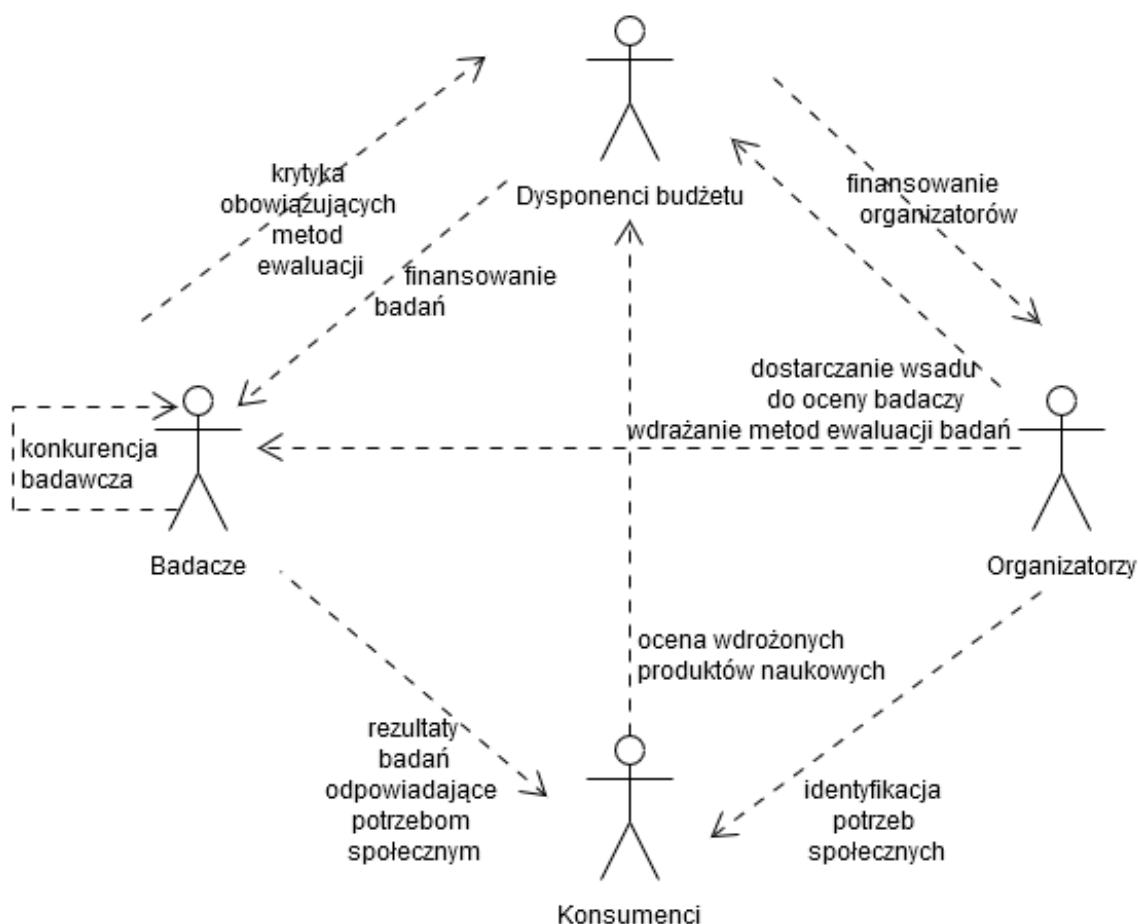 krytyka
obowiązujących
metod
ewaluacji
Dysponenci budżetu
finansowanie
organizatorów
finansowanie
badań
dostarczanie wsadu
do oceny badaczy
wdrażanie metod ewaluacji badań
konkurencja
badawcza
Badacze
Organizatorzy
ocena wdrożonych
produktów naukowych
rezultaty
badań
odpowiadające
potrzebom
społecznym
identyfikacja
potrzeb
społecznych
Konsumenci